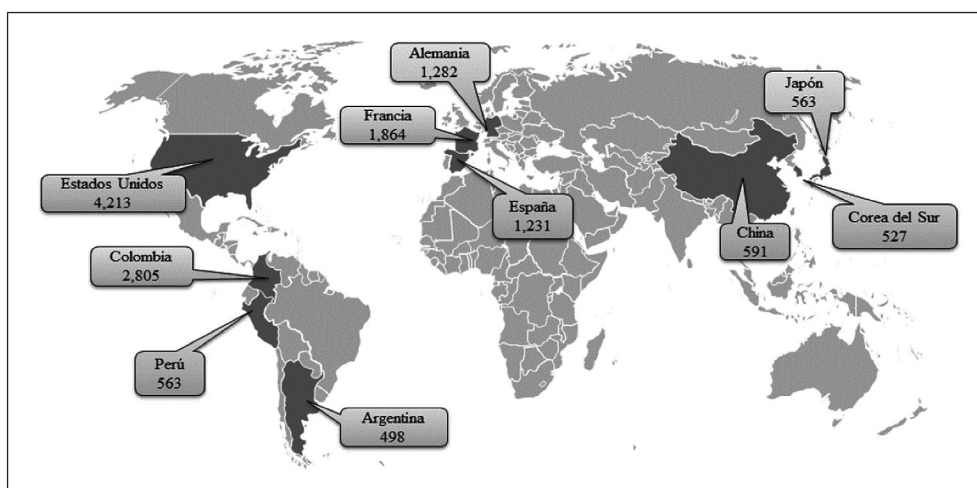 Alemania
1,282
Japón
563
Francia
1,864
Estados Unidos
4,213
España
1,231
China
591
Corea del Sur
527
Colombia
2,805
Perú
563
Argentina
498